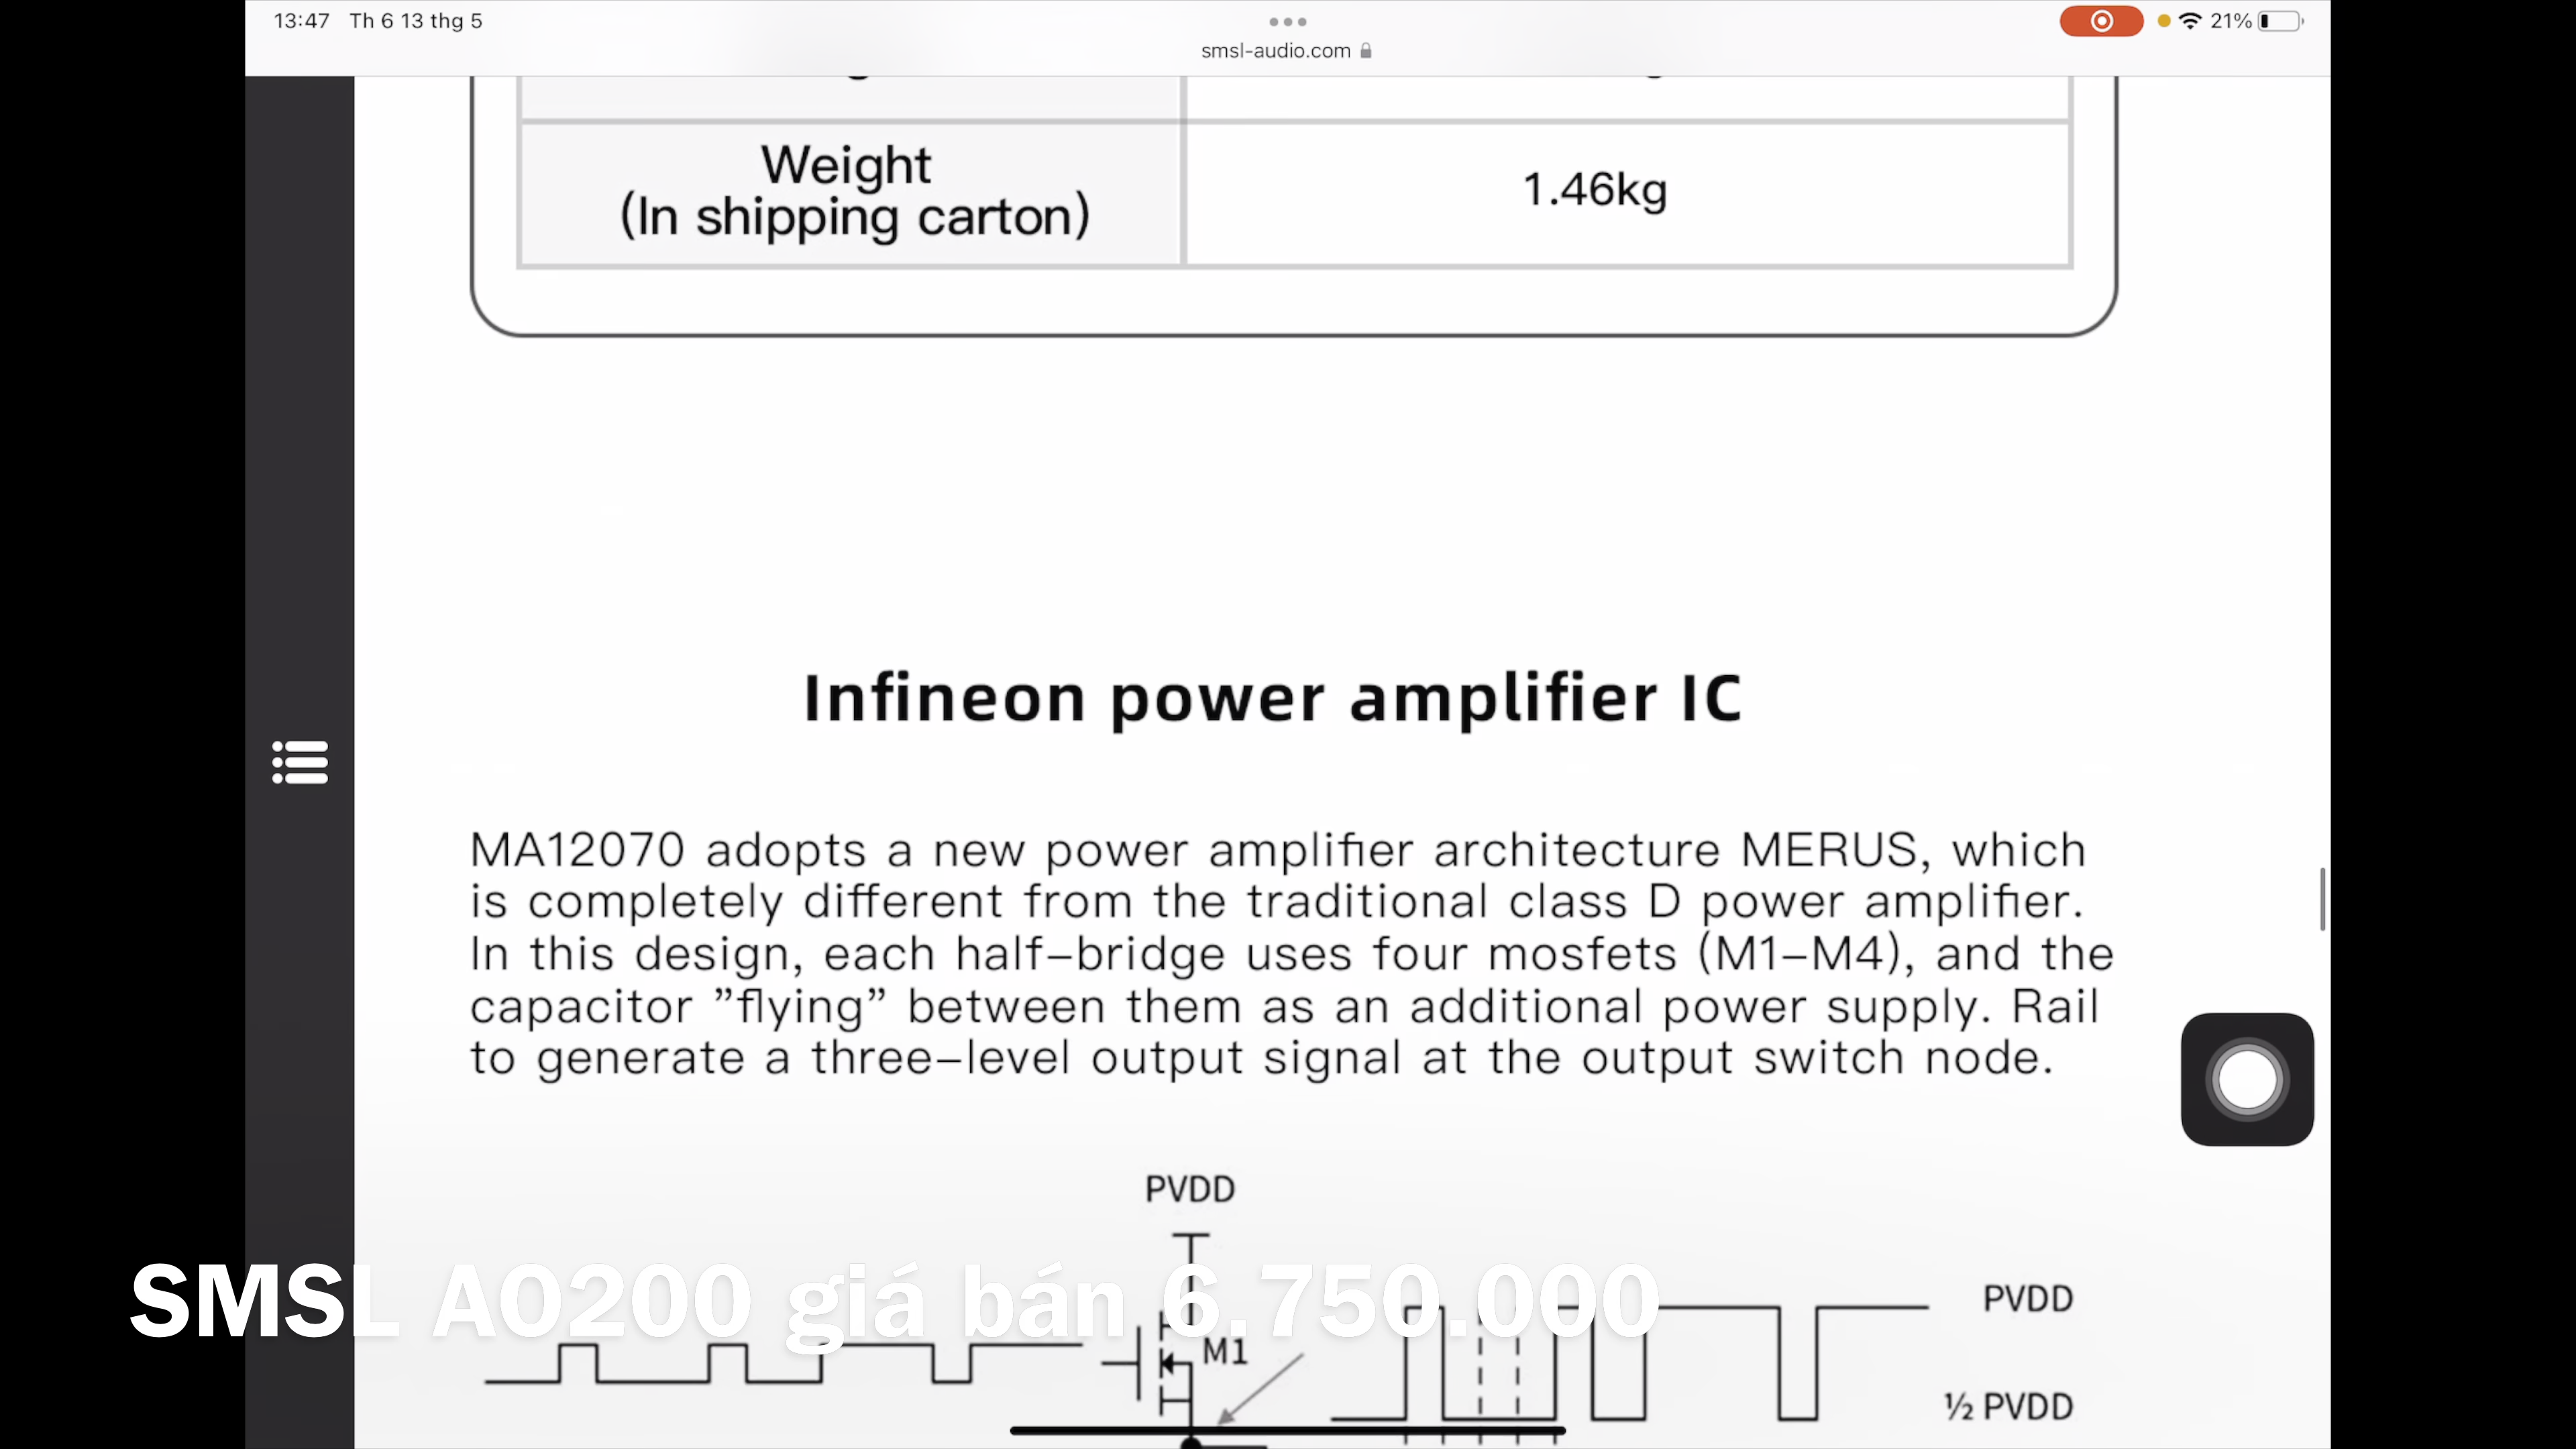 13:47 Th 6 13 thg 5
21%
smsl-audio.com
Weight
(In shipping carton)
1.46kg
Infineon power amplifier IC
MA12070 adopts a new power amplifier architecture MERUS, which
is completely different from the traditional class D power amplifier.
In this design, each half–bridge uses four mosfets (M1–M4), and the
capacitor ”flying” between them as an additional power supply. Rail
to generate a three–level output signal at the output switch node.
PVDD
SMSL AO200 giá bán 6.750.000
PVDD
M1
½ PVDD